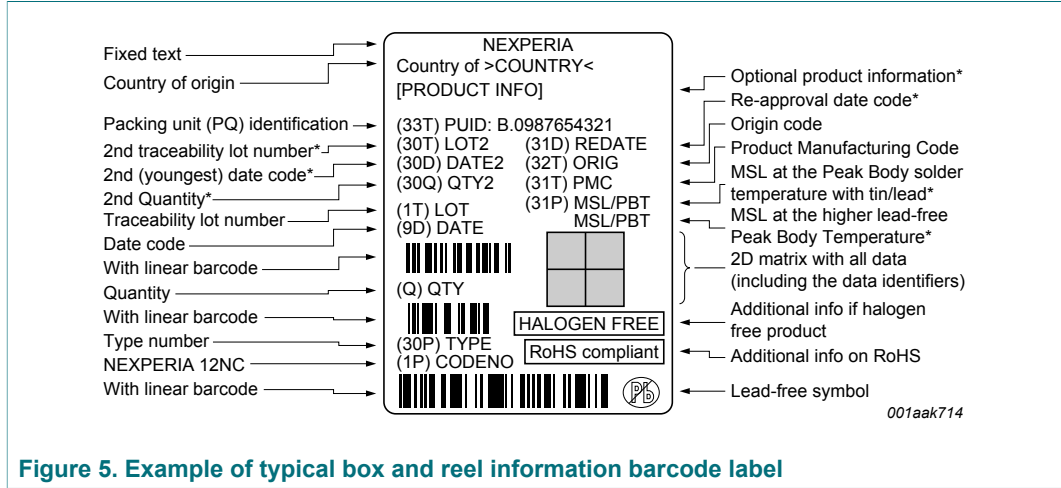 Fixed text
Country of origin
Packing unit (PQ) identification
2nd traceability lot number*
2nd (youngest) date code*
2nd Quantity*
Traceability lot number
Date code
With linear barcode
Quantity
With linear barcode
Type number
NEXPERIA 12NC
With linear barcode
NEXPERIA
Country of >COUNTRY<
[PRODUCT INFO]
(33T) PUID: B.0987654321
(30T) LOT2 (31D) REDATE
(30D) DATE2 (32T) ORIG
(30Q) QTY2 (31T) PMC
(31P) MSL/PBT
(1T) LOT MSL/PBT
(9D) DATE
(Q) QTY
HALOGEN FREE
(30P) TYPE
RoHS compliant
(1P) CODENO
Pb
Optional product information*
Re-approval date code*
Origin code
Product Manufacturing Code
MSL at the Peak Body solder
temperature with tin/lead*
MSL at the higher lead-free
Peak Body Temperature*
2D matrix with all data
(including the data identifiers)
Additional info if halogen
free product
Additional info on RoHS
Lead-free symbol
001aak714
Figure 5. Example of typical box and reel information barcode label